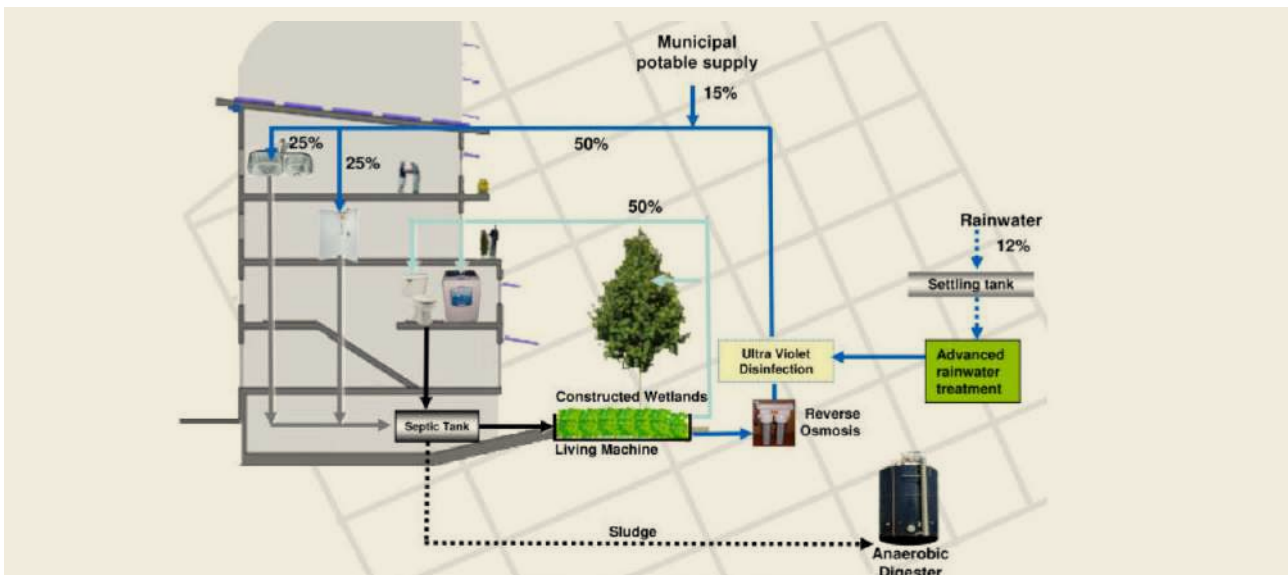 Municipal
potable supply
15%
25%
25%
50%
50%
Rainwater
12%
Settling tank
Ultra Violet
Disinfection
Advanced
rainwater
treatment
Constructed Wetlands
Septic Tank
Living Machine
Reverse
Osmosis
Sludge
Anaerobic
Digester